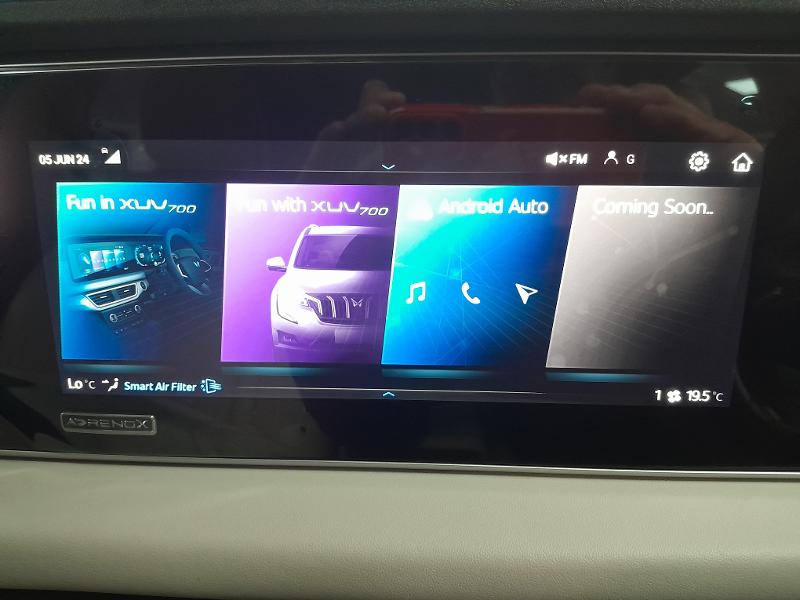 05 JUN 24
FM
G
Fun in XUV700
Fun with XUV700
Android Auto
Coming Soon..
Lo °C
Smart Air Filter
1
19.5 °C
ADRENOX